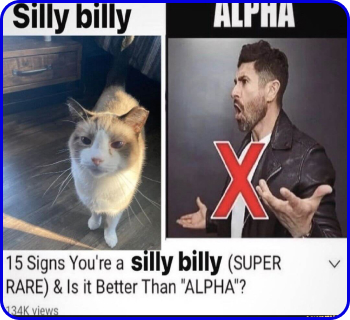 Silly billy
ALPHA
X
15 Signs You're a silly billy (SUPER
RARE) & Is it Better Than "ALPHA"?
134K views